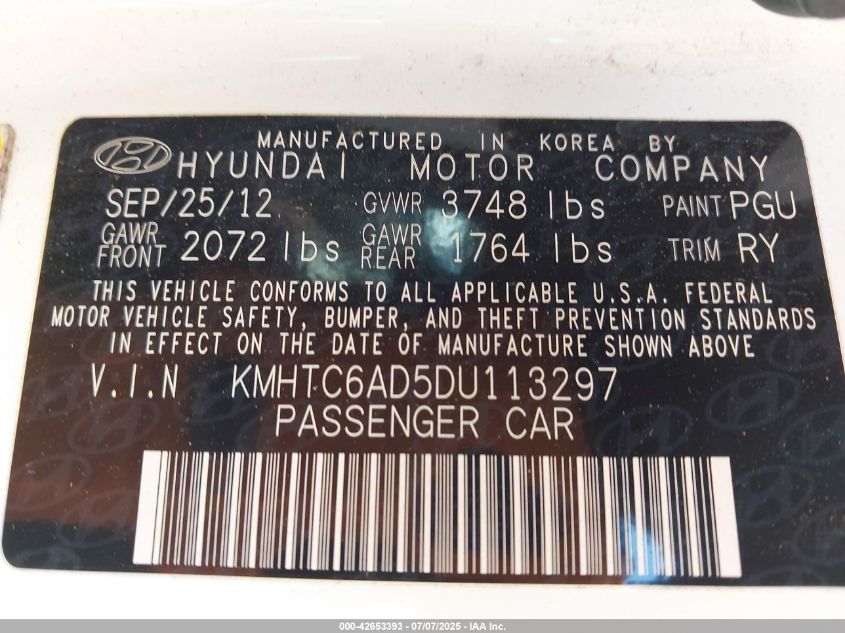 MANUFACTURED IN KOREA BY
HYUNDAI MOTOR COMPANY
SEP/25/12 GVWR 3748 lbs PAINT PGU
GAWR FRONT 2072 lbs GAWR REAR 1764 lbs TRIM RY
THIS VEHICLE CONFORMS TO ALL APPLICABLE U.S.A. FEDERAL
MOTOR VEHICLE SAFETY, BUMPER, AND THEFT PREVENTION STANDARDS
IN EFFECT ON THE DATE OF MANUFACTURE SHOWN ABOVE
V.I.N KMHTC6AD5DU113297
PASSENGER CAR
000-42653393 - 07/07/2025 - IAA Inc.